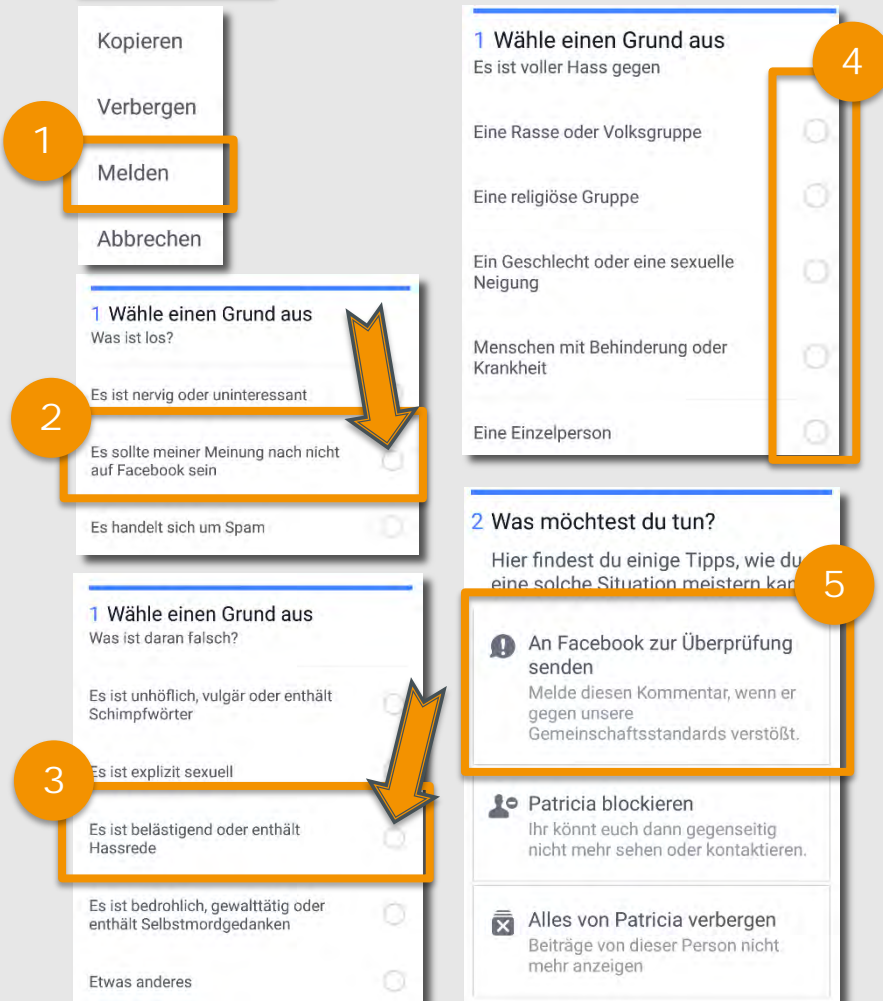 Kopieren
Verbergen
1
Melden
Abbrechen
1 Wähle einen Grund aus
Was ist los?
Es ist nervig oder uninteressant
2
Es sollte meiner Meinung nach nicht
auf Facebook sein
Es handelt sich um Spam
1 Wähle einen Grund aus
Was ist daran falsch?
Es ist unhöflich, vulgär oder enthält
Schimpfwörter
3
Es ist explizit sexuell
Es ist belästigend oder enthält
Hassrede
Es ist bedrohlich, gewalttätig oder
enthält Selbstmordgedanken
Etwas anderes
1 Wähle einen Grund aus
4
Es ist voller Hass gegen
Eine Rasse oder Volksgruppe
Eine religiöse Gruppe
Ein Geschlecht oder eine sexuelle
Neigung
Menschen mit Behinderung oder
Krankheit
Eine Einzelperson
2 Was möchtest du tun?
Hier findest du einige Tipps, wie du
eine solche Situation meistern
5
An Facebook zur Überprüfung
senden
Melde diesen Kommentar, wenn er
gegen unsere
Gemeinschaftsstandards verstößt.
Patricia blockieren
Ihr könnt euch dann gegenseitig
nicht mehr sehen oder kontaktieren.
Alles von Patricia verbergen
Beiträge von dieser Person nicht
mehr anzeigen